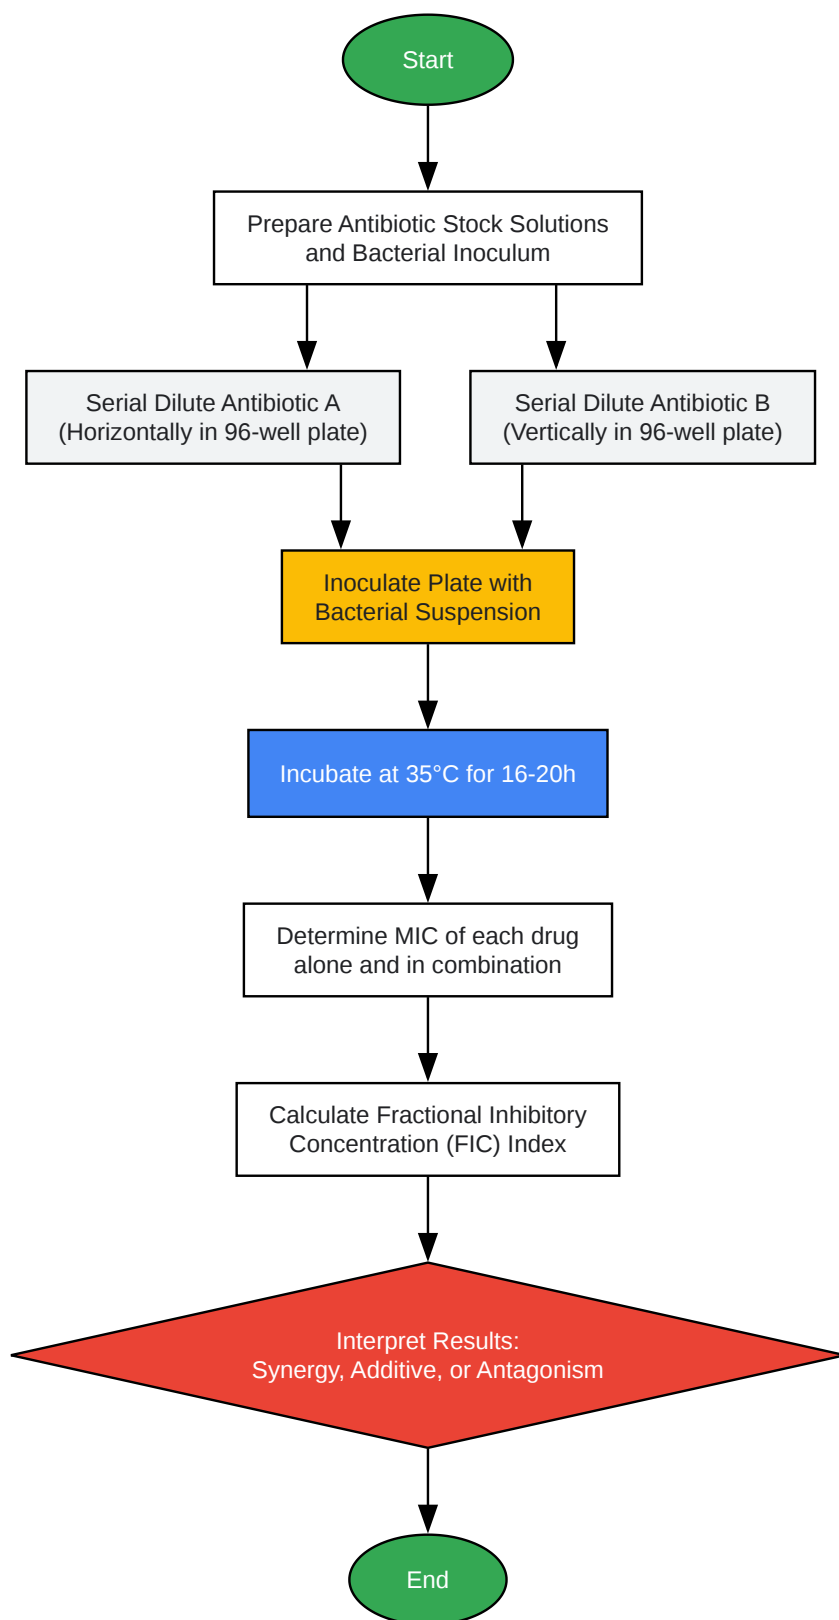 Start
Prepare Antibiotic Stock Solutions
and Bacterial Inoculum
Serial Dilute Antibiotic A
(Horizontally in 96-well plate)
Serial Dilute Antibiotic B
(Vertically in 96-well plate)
Inoculate Plate with
Bacterial Suspension
Incubate at 35°C for 16-20h
Determine MIC of each drug
alone and in combination
Calculate Fractional Inhibitory
Concentration (FIC) Index
Interpret Results:
Synergy, Additive, or Antagonism
End